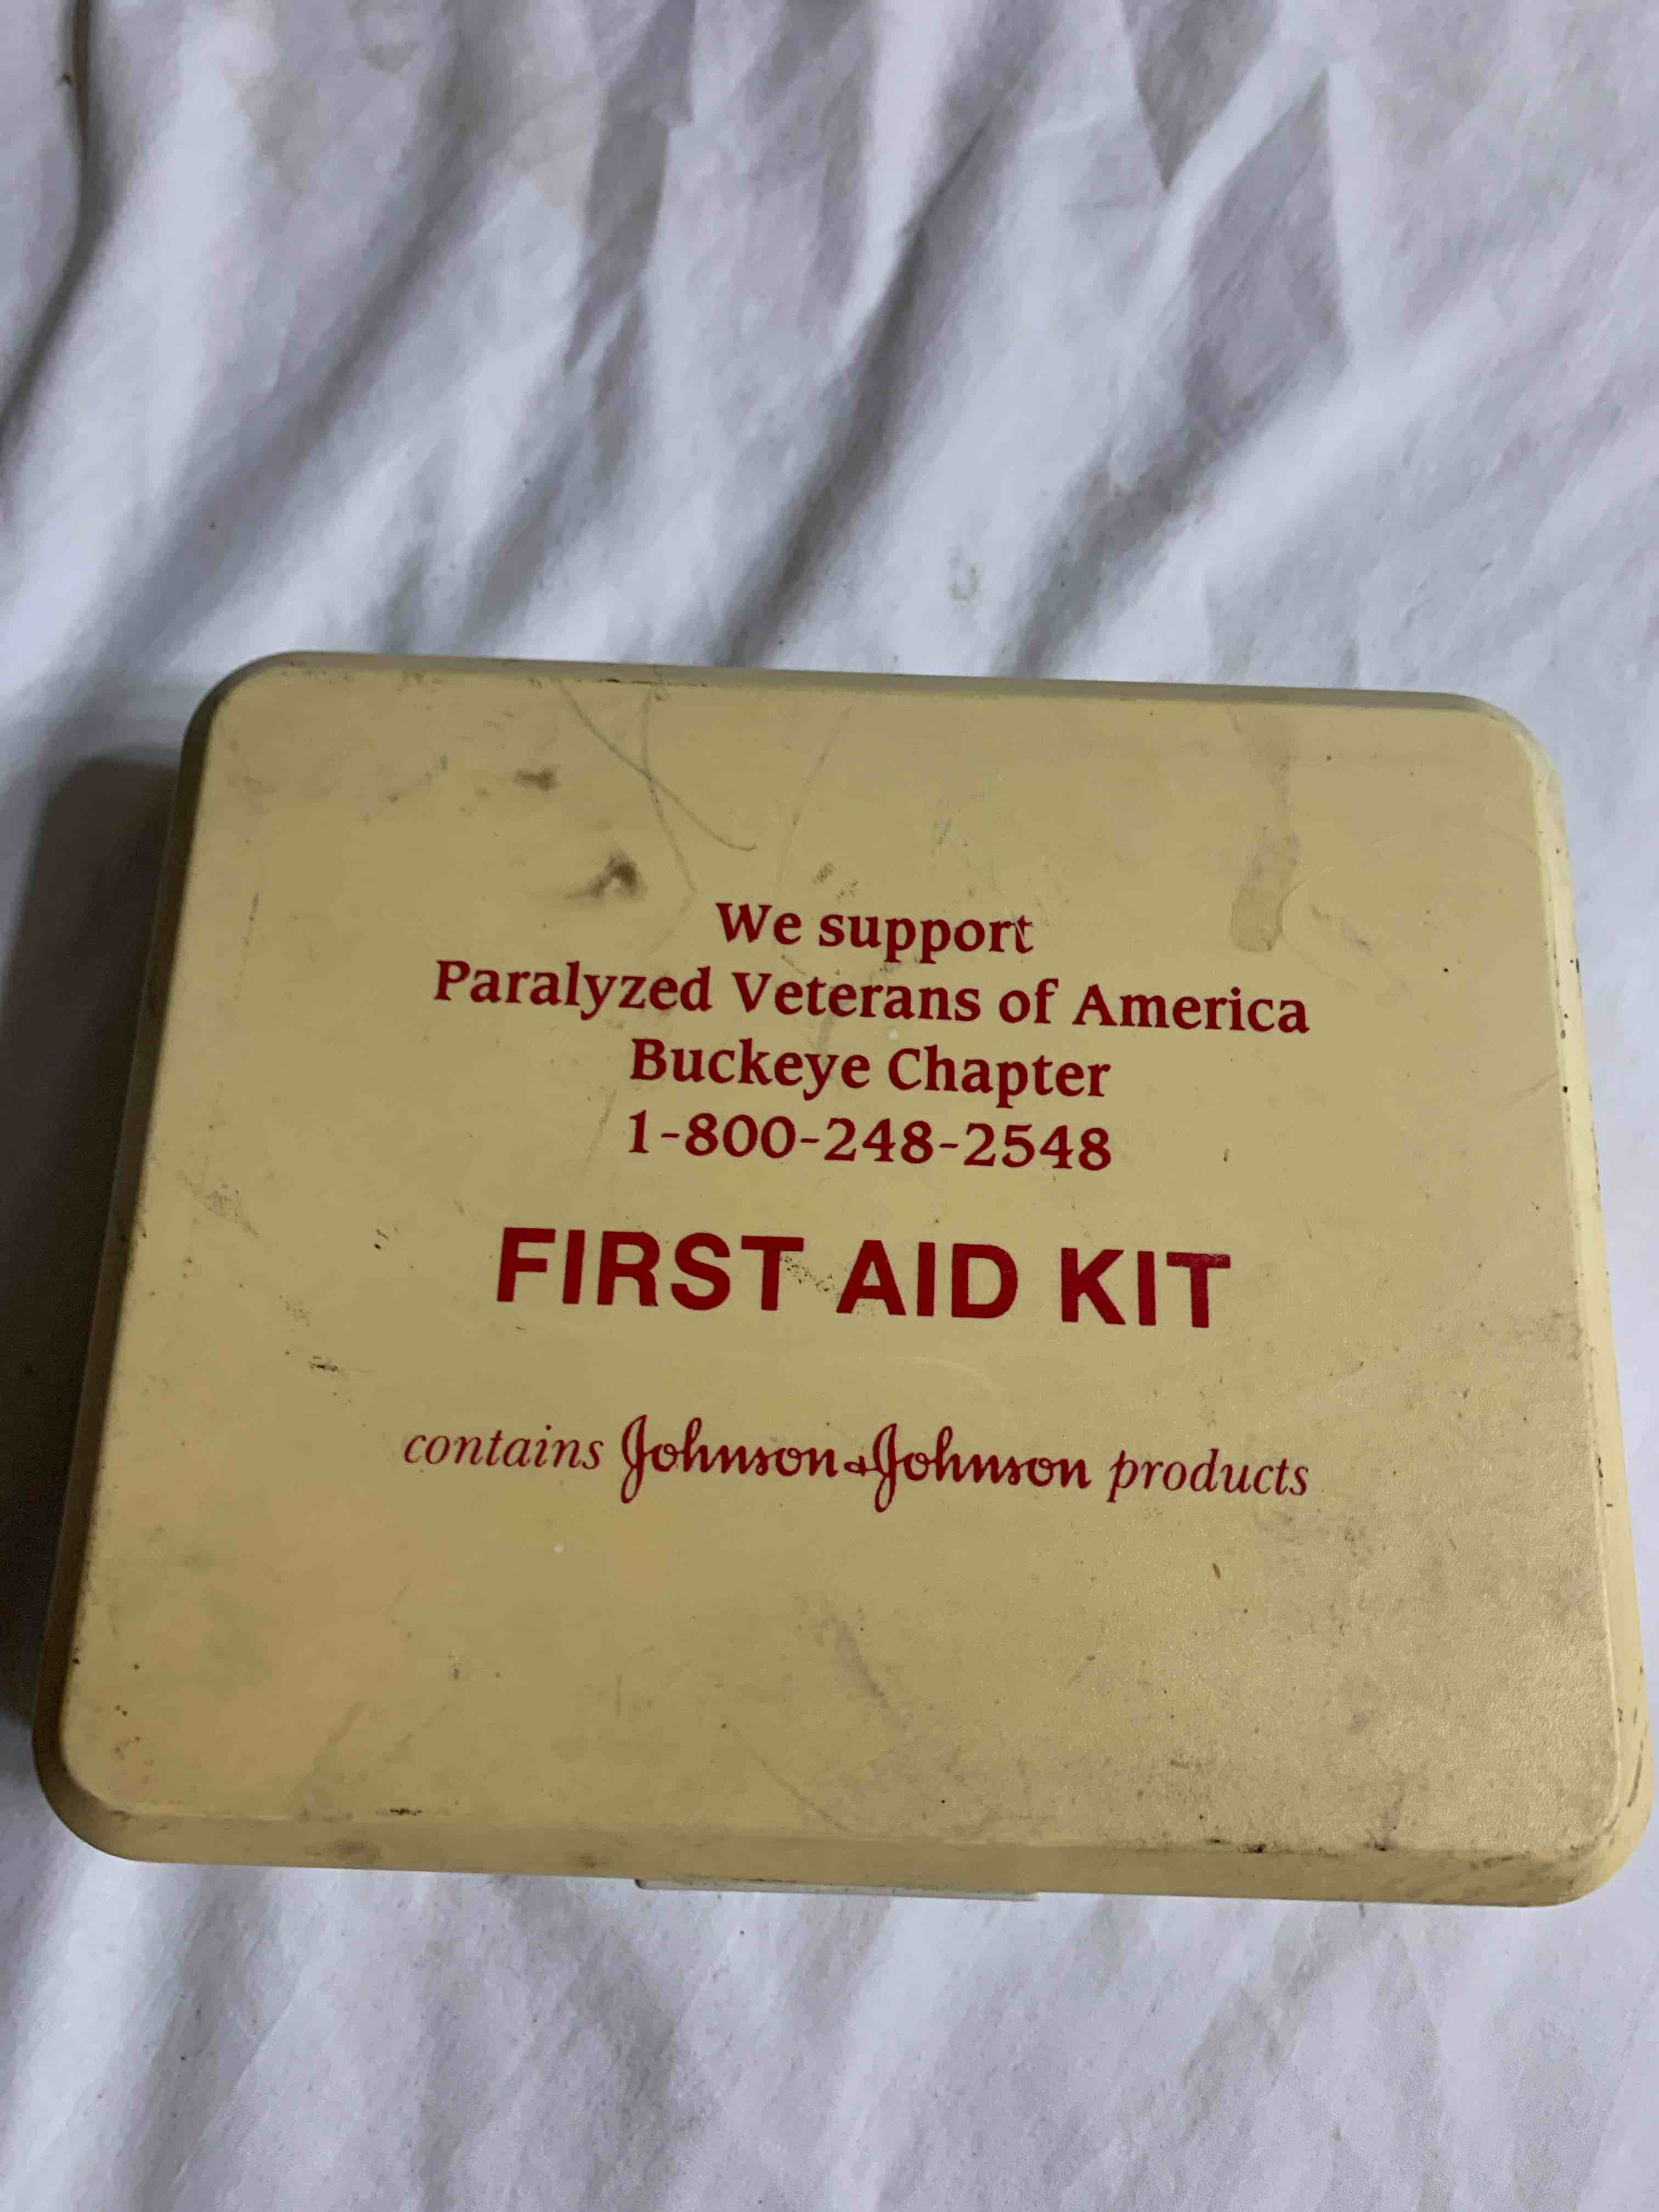 We support
Paralyzed Veterans of America
Buckeye Chapter
1-800-248-2548
FIRST AID KIT
contains Johnson & Johnson products